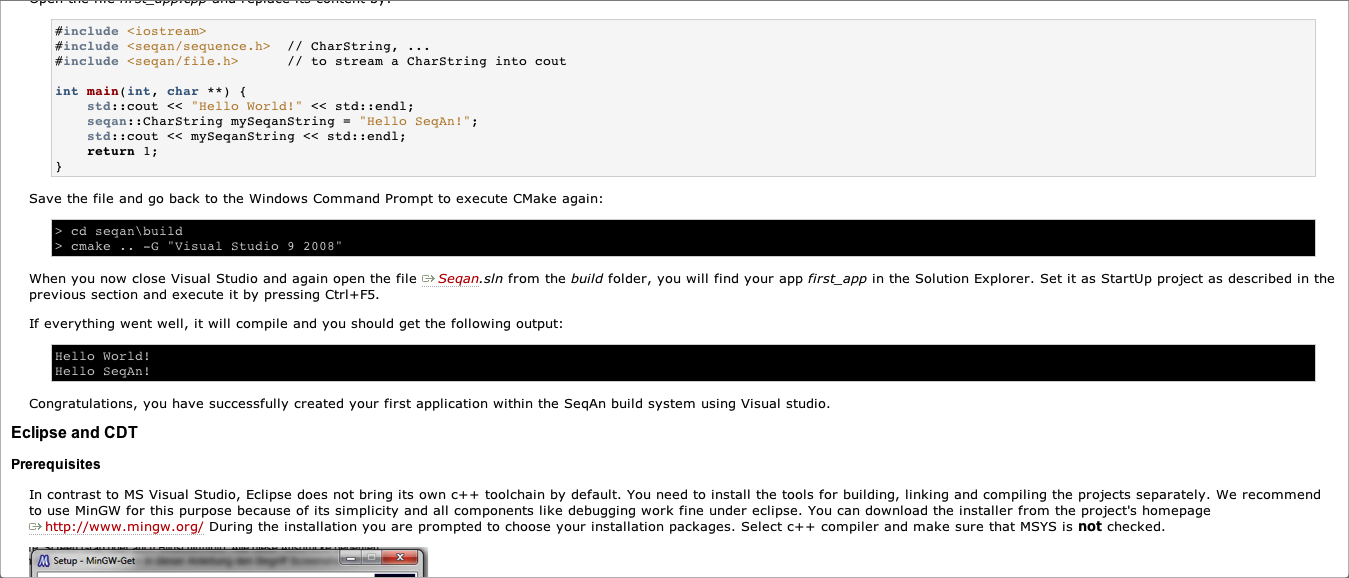 Open the file first_app.cpp and replace its content by:
#include <iostream>
#include <seqan/sequence.h>  // CharString, ...
#include <seqan/file.h>      // to stream a CharString into cout
int main(int, char **) {
    std::cout << "Hello World!" << std::endl;
    seqan::CharString mySeqanString = "Hello SeqAn!";
    std::cout << mySeqanString << std::endl;
    return 1;
}
Save the file and go back to the Windows Command Prompt to execute CMake again:
> cd seqan\build
> cmake .. -G "Visual Studio 9 2008"
When you now close Visual Studio and again open the file Seqan.sln from the build folder, you will find your app first_app in the Solution Explorer. Set it as StartUp project as described in the
previous section and execute it by pressing Ctrl+F5.
If everything went well, it will compile and you should get the following output:
Hello World!
Hello SeqAn!
Congratulations, you have successfully created your first application within the SeqAn build system using Visual studio.
Eclipse and CDT
Prerequisites
In contrast to MS Visual Studio, Eclipse does not bring its own c++ toolchain by default. You need to install the tools for building, linking and compiling the projects separately. We recommend
to use MinGW for this purpose because of its simplicity and all components like debugging work fine under eclipse. You can download the installer from the project's homepage
http://www.mingw.org/ During the installation you are prompted to choose your installation packages. Select c++ compiler and make sure that MSYS is not checked.
Setup - MinGW-Get